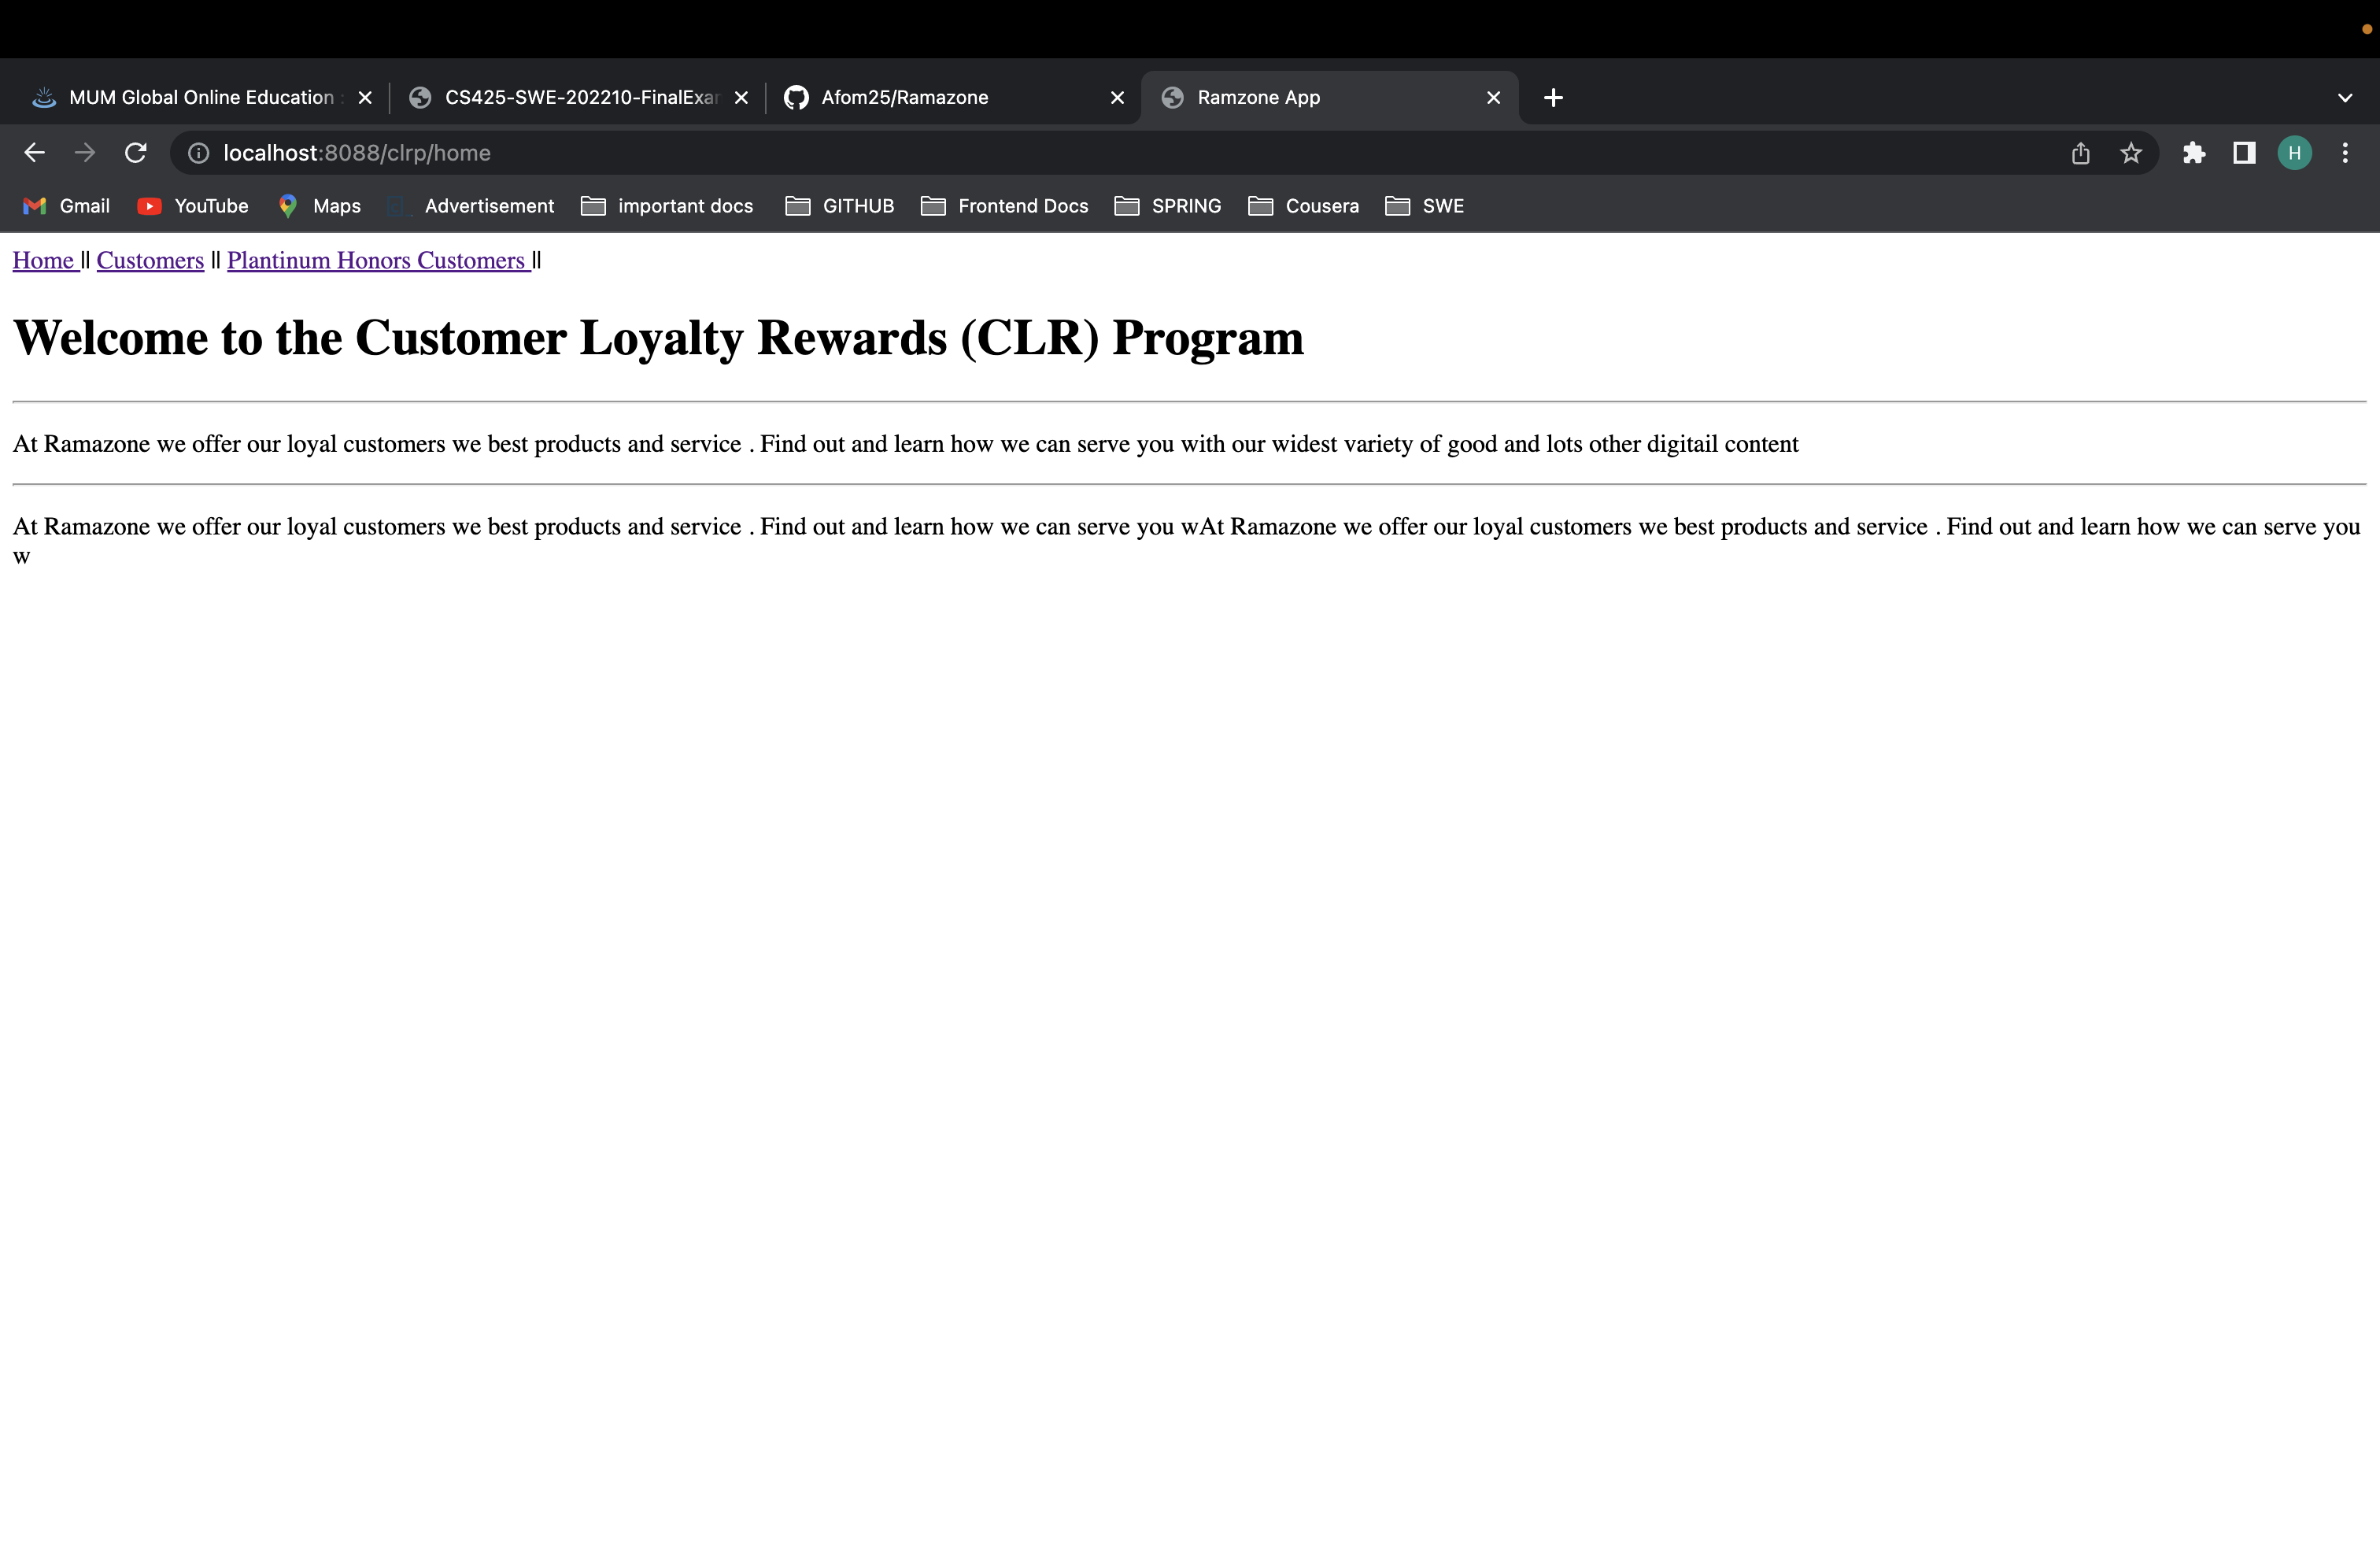 MUM Global Online Education : CS425-SWE-202210-FinalExa Afom25/Ramazone Ramzone App
localhost:8088/clrp/home H
Gmail YouTube Maps Advertisement important docs GITHUB Frontend Docs SPRING Cousera SWE
Home || Customers || Plantinum Honors Customers ||
Welcome to the Customer Loyalty Rewards (CLR) Program
At Ramazone we offer our loyal customers we best products and service . Find out and learn how we can serve you with our widest variety of good and lots other digitail content
At Ramazone we offer our loyal customers we best products and service . Find out and learn how we can serve you wAt Ramazone we offer our loyal customers we best products and service . Find out and learn how we can serve you
w